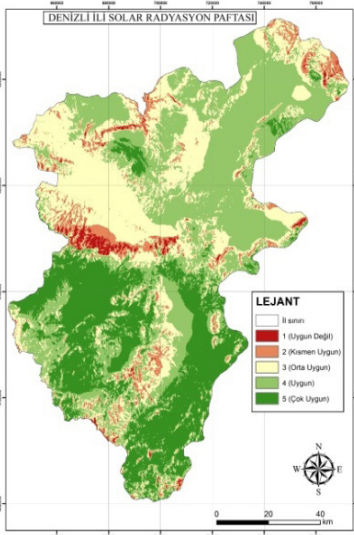 DENİZLİ İLİ SOLAR RADYASYON PAFTASI
LEJANT
İl sınırı
1 (Uygun Değil)
2 (Kısmen Uygun)
3 (Orta Uygun)
4 (Uygun)
5 (Çok Uygun)
N
W E
S
0 20 40
km